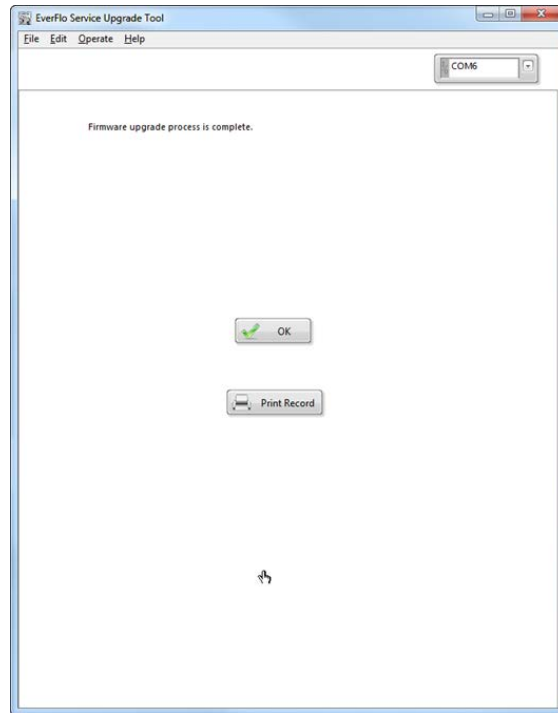 EverFlo Service Upgrade Tool
File Edit Operate Help
COM6
Firmware upgrade process is complete.
OK
Print Record